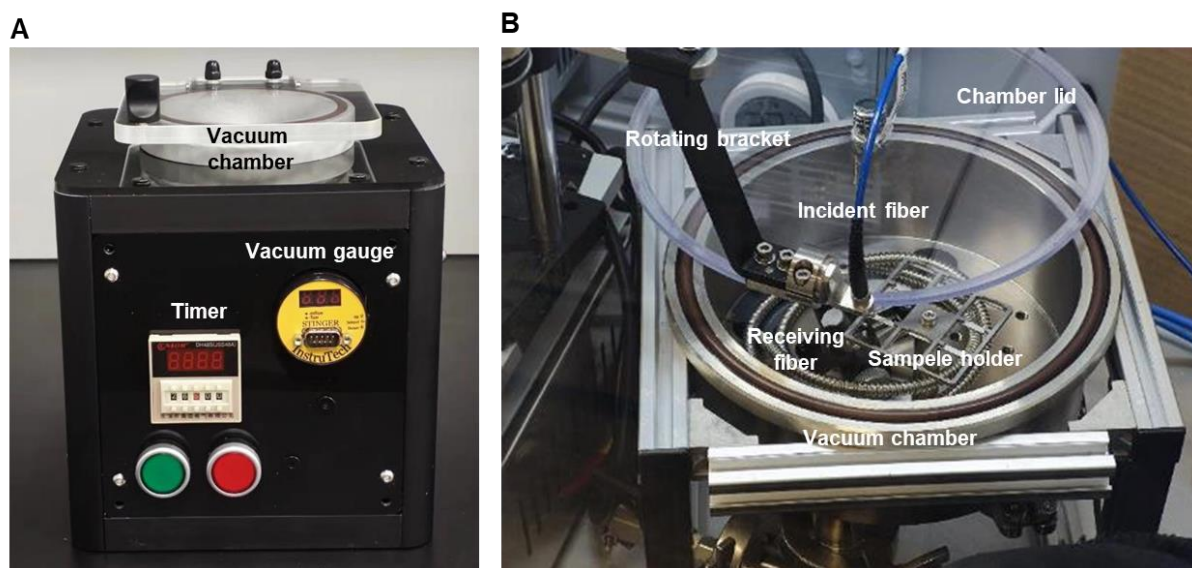 A
B
Vacuum
chamber
Vacuum gauge
Timer
STINGER
InstruTech
Chamber lid
Rotating bracket
Incident fiber
Receiving
fiber
Sampele holder
Vacuum chamber